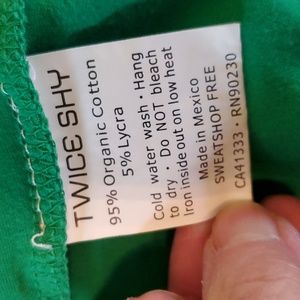 TWICE SHY
95% Organic Cotton
5% Lycra
Cold water wash • Hang
to dry • Do NOT bleach
Iron inside out on low heat
Made in Mexico
SWEATSHOP FREE
CA41333 • RN90230